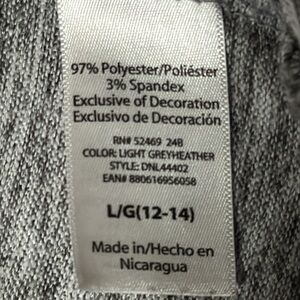 97% Polyester/Poliéster
3% Spandex
Exclusive of Decoration
Exclusivo de Decoración
RN# 52469 24B
COLOR: LIGHT GREYHEATHER
STYLE: DNL44402
EAN# 880616956058
L/G(12-14)
Made in/Hecho en
Nicaragua